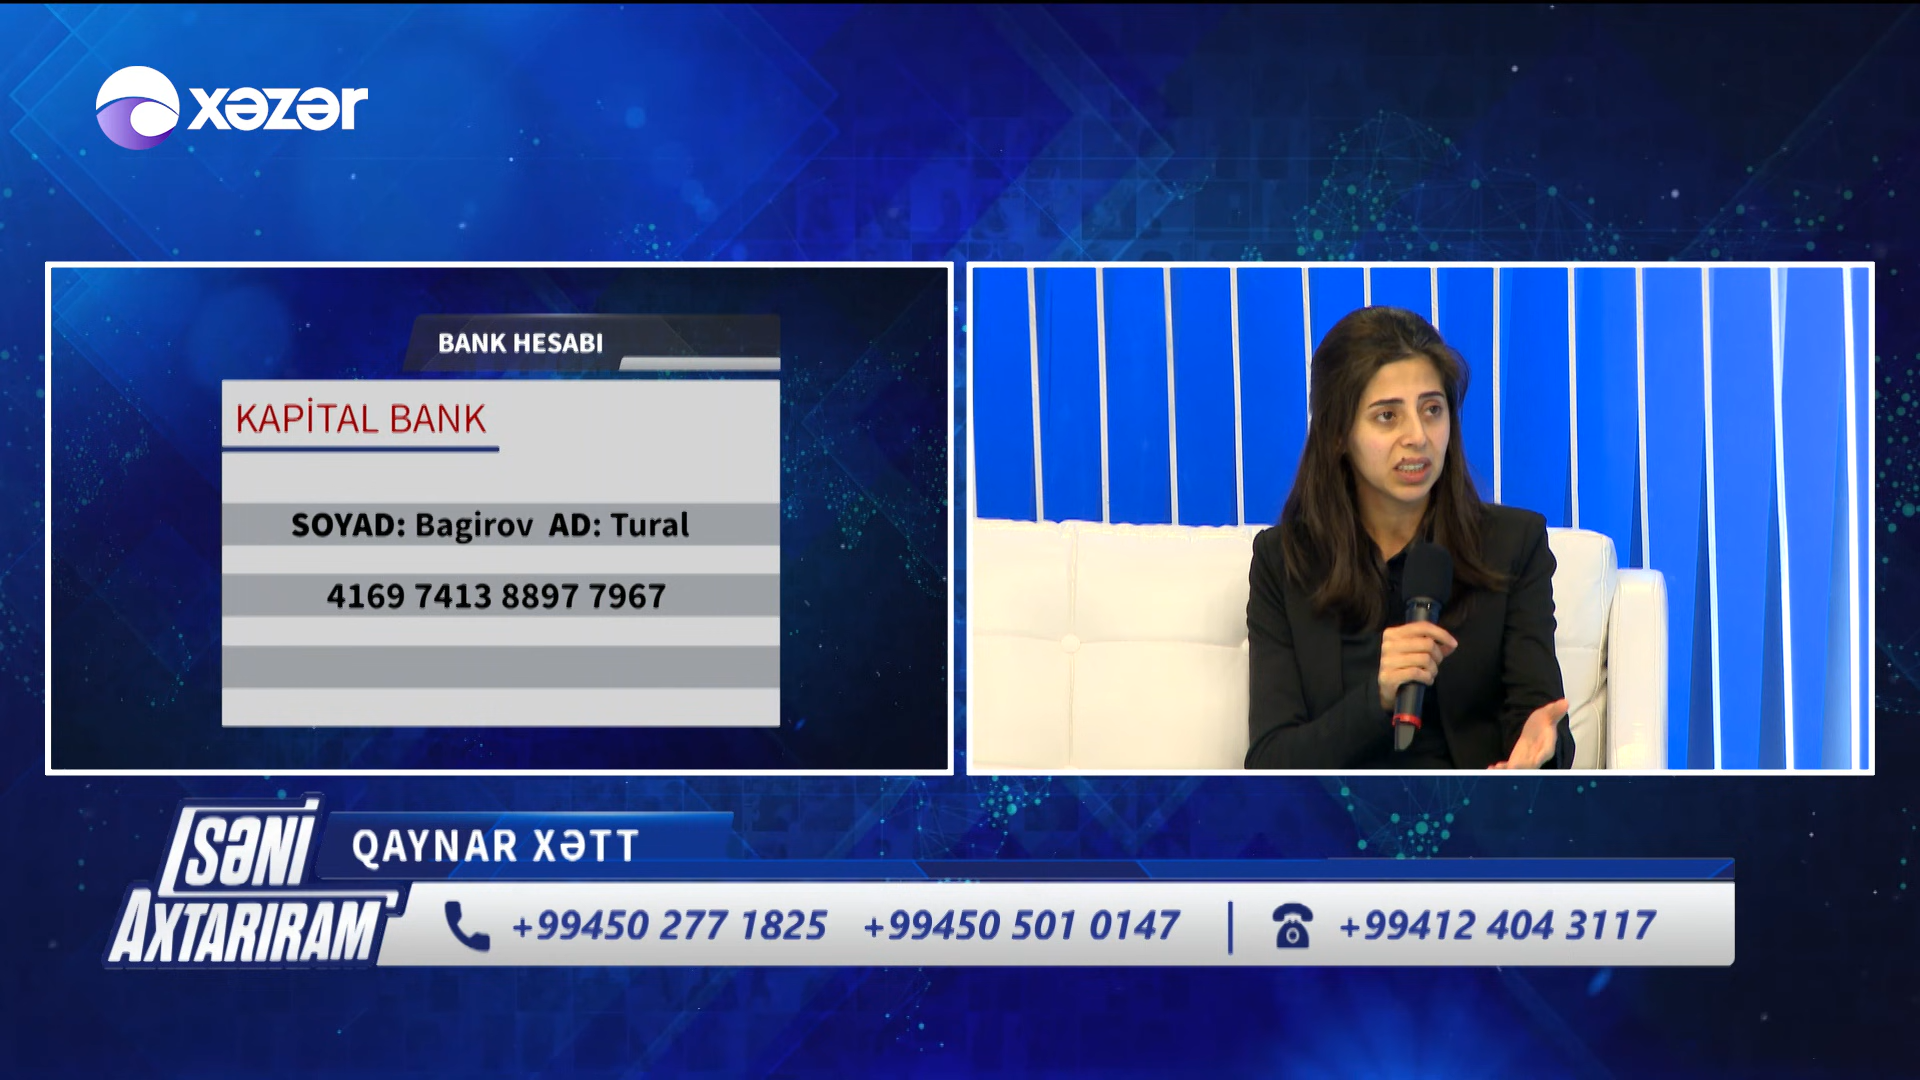 xəzər
BANK HESABI
KAPİTAL BANK
SOYAD: Bagirov AD: Tural
4169 7413 8897 7967
SƏNİ
AXTARIRAM
QAYNAR XƏTT
+99450 277 1825 +99450 501 0147 | +99412 404 3117